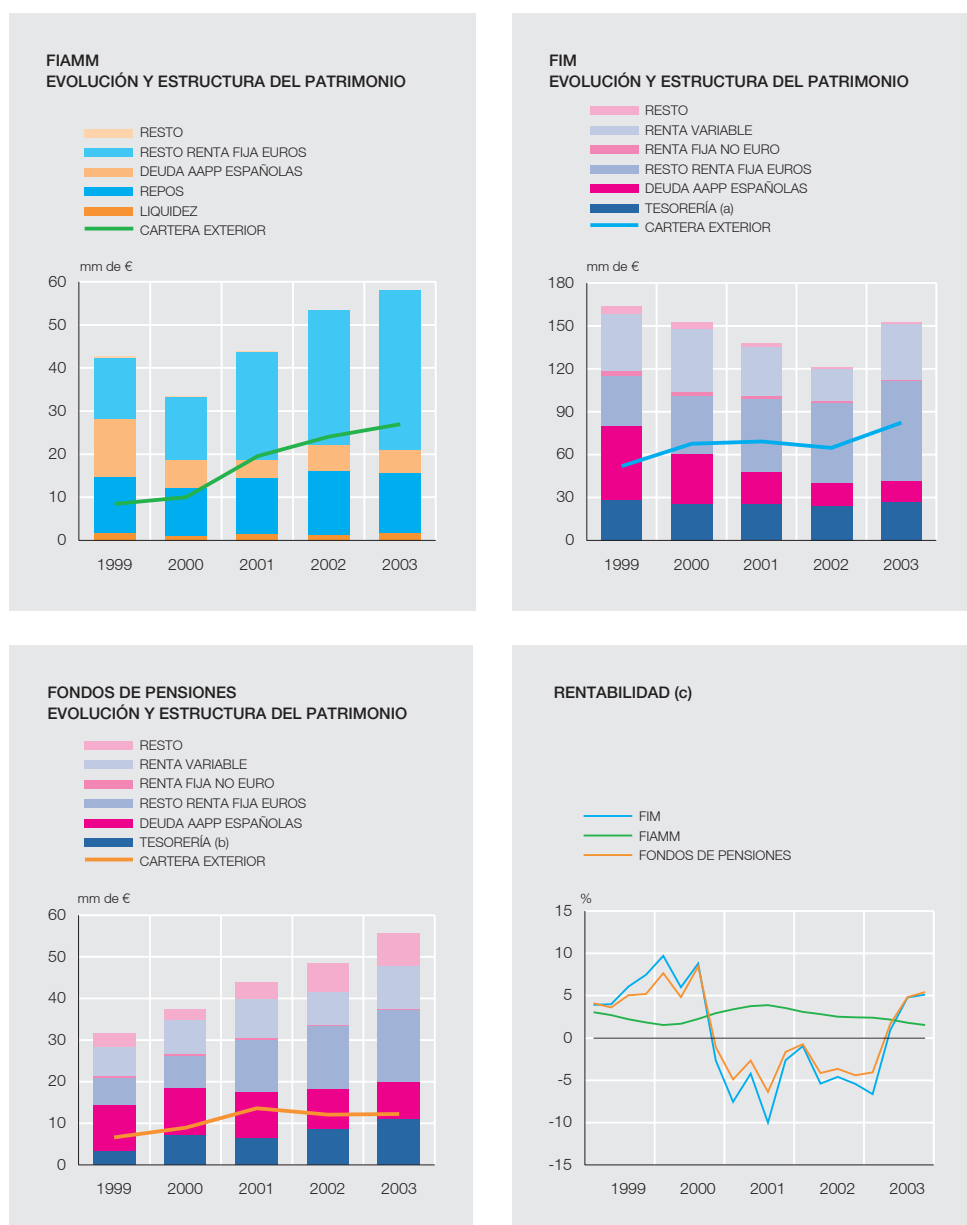 FIAMM
EVOLUCIÓN Y ESTRUCTURA DEL PATRIMONIO
RESTO
RESTO RENTA FIJA EUROS
DEUDA AAPP ESPAÑOLAS
REPOS
LIQUIDEZ
CARTERA EXTERIOR
mm de €
60
50
40
30
20
10
0
1999 2000 2001 2002 2003
FIM
EVOLUCIÓN Y ESTRUCTURA DEL PATRIMONIO
RESTO
RENTA VARIABLE
RENTA FIJA NO EURO
RESTO RENTA FIJA EUROS
DEUDA AAPP ESPAÑOLAS
TESORERÍA (a)
CARTERA EXTERIOR
mm de €
180
150
120
90
60
30
0
1999 2000 2001 2002 2003
FONDOS DE PENSIONES
EVOLUCIÓN Y ESTRUCTURA DEL PATRIMONIO
RESTO
RENTA VARIABLE
RENTA FIJA NO EURO
RESTO RENTA FIJA EUROS
DEUDA AAPP ESPAÑOLAS
TESORERÍA (b)
CARTERA EXTERIOR
mm de €
60
50
40
30
20
10
0
1999 2000 2001 2002 2003
RENTABILIDAD (c)
FIM
FIAMM
FONDOS DE PENSIONES
%
15
10
5
0
-5
-10
-15
1999 2000 2001 2002 2003